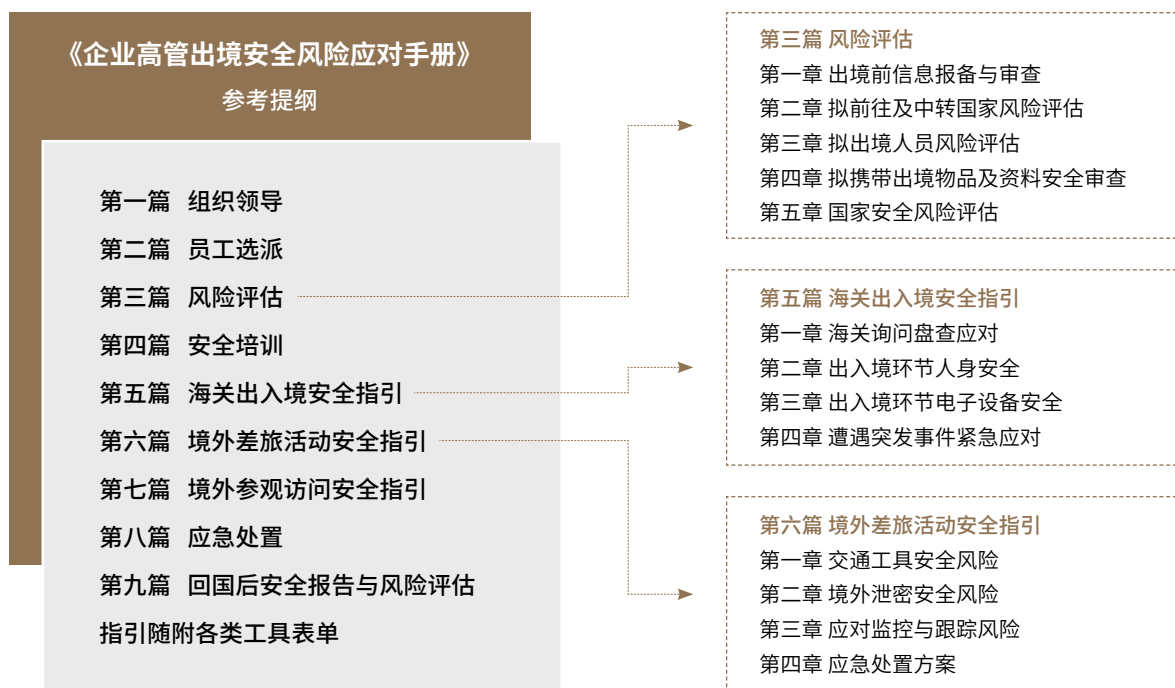 《企业高管出境安全风险应对手册》
参考提纲
第一篇 组织领导
第二篇 员工选派
第三篇 风险评估
第四篇 安全培训
第五篇 海关出入境安全指引
第六篇 境外差旅活动安全指引
第七篇 境外参观访问安全指引
第八篇 应急处置
第九篇 回国后安全报告与风险评估
指引随附各类工具表单
第三篇 风险评估
第一章 出境前信息报备与审查
第二章 拟前往及中转国家风险评估
第三章 拟出境人员风险评估
第四章 拟携带出境物品及资料安全审查
第五章 国家安全风险评估
第五篇 海关出入境安全指引
第一章 海关询问盘查应对
第二章 出入境环节人身安全
第三章 出入境环节电子设备安全
第四章 遭遇突发事件紧急应对
第六篇 境外差旅活动安全指引
第一章 交通工具安全风险
第二章 境外泄密安全风险
第三章 应对监控与跟踪风险
第四章 应急处置方案